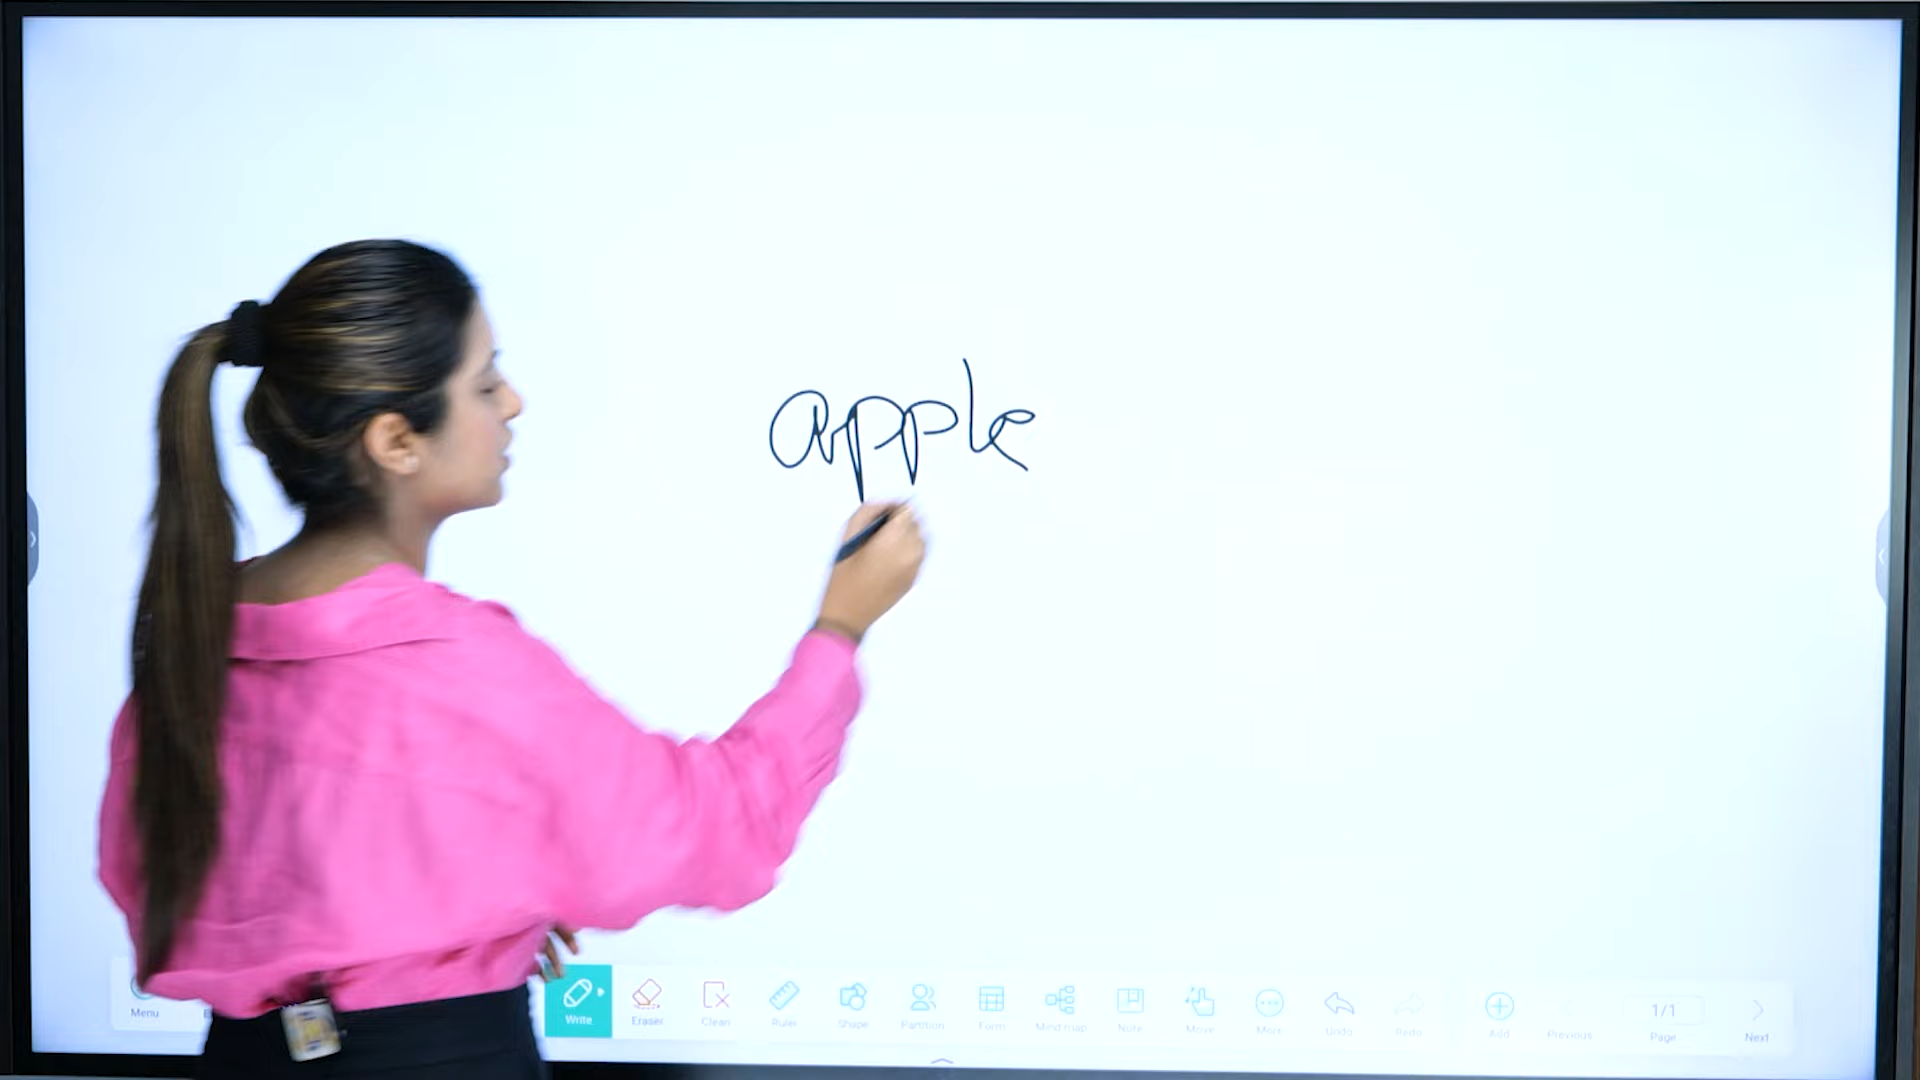 apple
Menu
Write Eraser Clean Ruler Shape Partition Form Mind map Note Move More Undo Redo Add Previous 1/1 Page Next